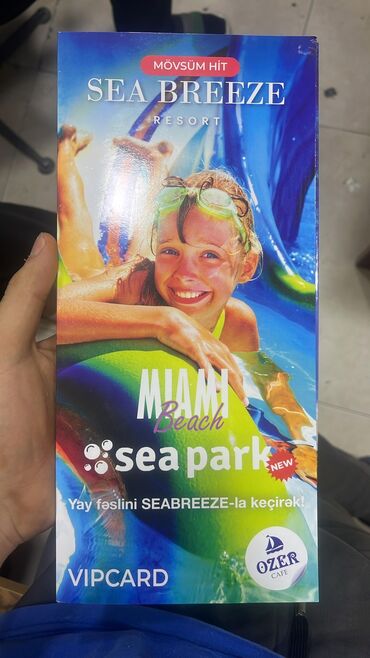 MÖVSÜM HİT
SEA BREEZE
RESORT
MIAMI
Beach
sea park
NEW
Yay fəslini SEABREEZE-la keçirək!
OZER
CAFE
VIPCARD